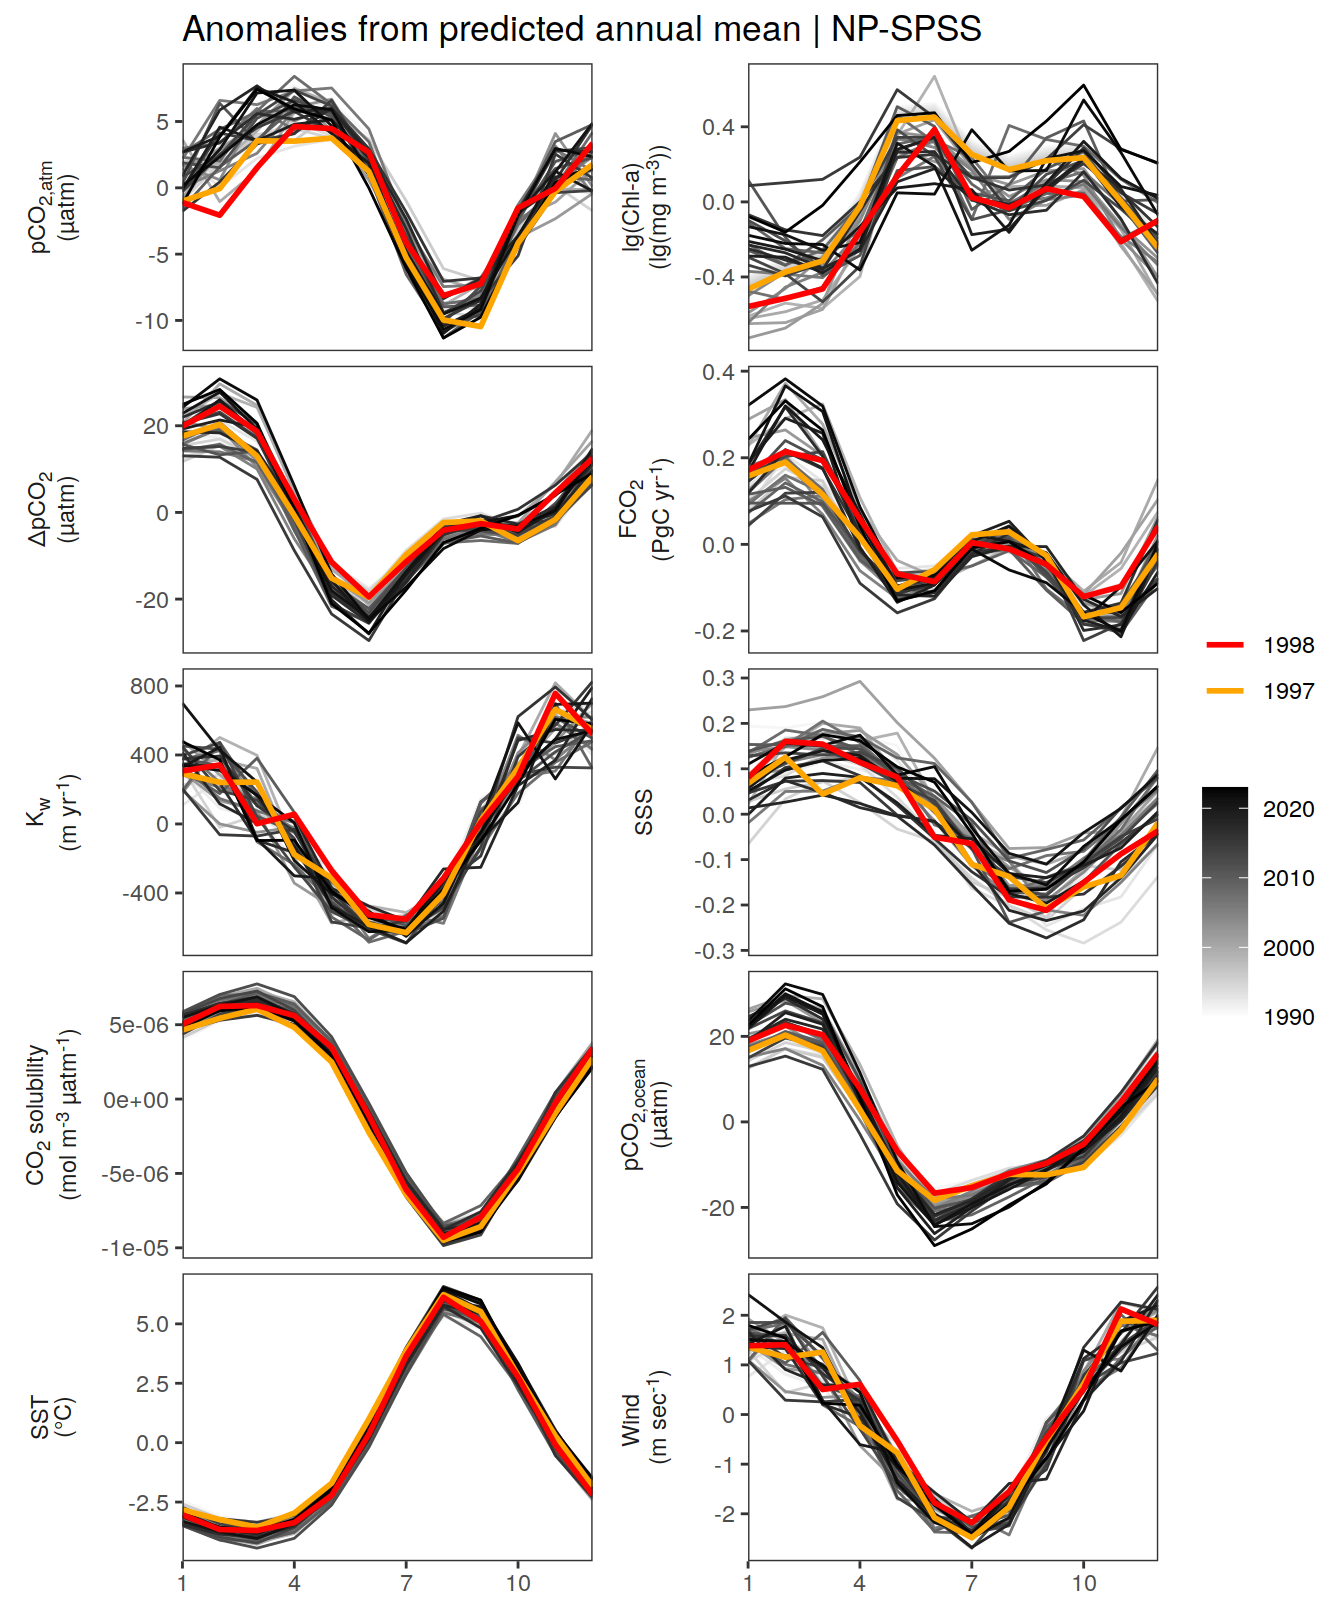 Anomalies from predicted annual mean | NP-SPSS
pCO2,atm
(µatm)
5
0
-5
-10
lg(Chl-a)
(lg(mg m-3))
0.4
0.0
-0.4
ΔpCO2
(µatm)
20
0
-20
FCO2
(PgC yr-1)
0.4
0.2
0.0
-0.2
Kw
(m yr-1)
800
400
0
-400
SSS
0.3
0.2
0.1
0.0
-0.1
-0.2
-0.3
CO2 solubility
(mol m-3 µatm-1)
5e-06
0e+00
-5e-06
-1e-05
pCO2,ocean
(µatm)
20
0
-20
SST
(°C)
5.0
2.5
0.0
-2.5
1 4 7 10
Wind
(m sec-1)
2
1
0
-1
-2
1 4 7 10
1998
1997
2020
2010
2000
1990